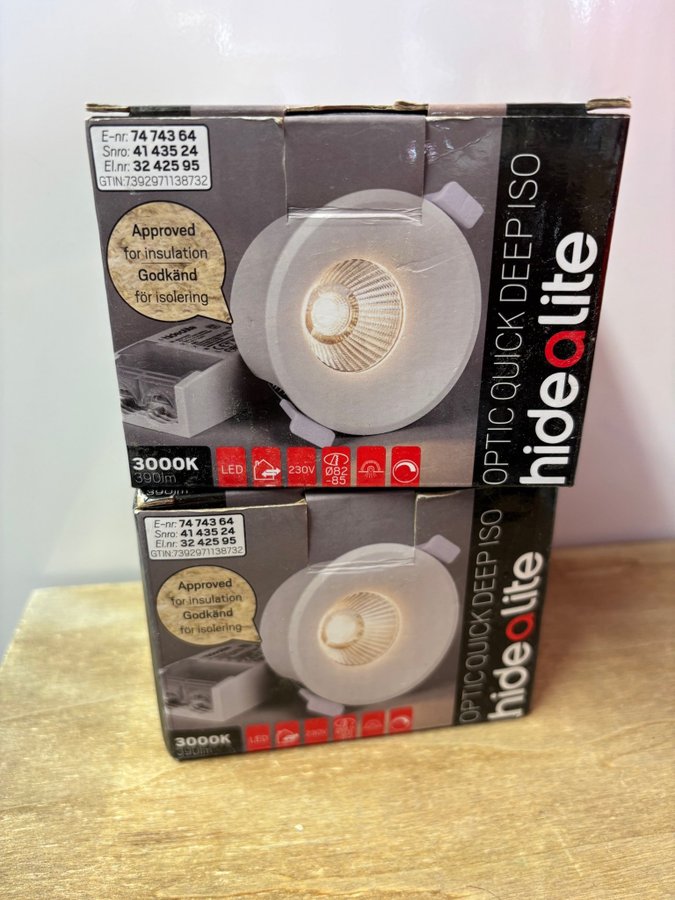 E-nr: 74 743 64
Snro: 41 435 24
El.nr: 32 425 95
GTIN:7392971138732
Approved
for insulation
Godkänd
för isolering
3000K
390lm
LED
230V
Ø82
-85
OPTIC QUICK DEEP ISO
hidealite
390lm
E-nr: 74 743 64
Snro: 41 435 24
El.nr: 32 425 95
GTIN:7392971138732
Approved
for insulation
Godkänd
för isolering
3000K
390lm
LED
230V
OPTIC QUICK DEEP ISO
hidealite